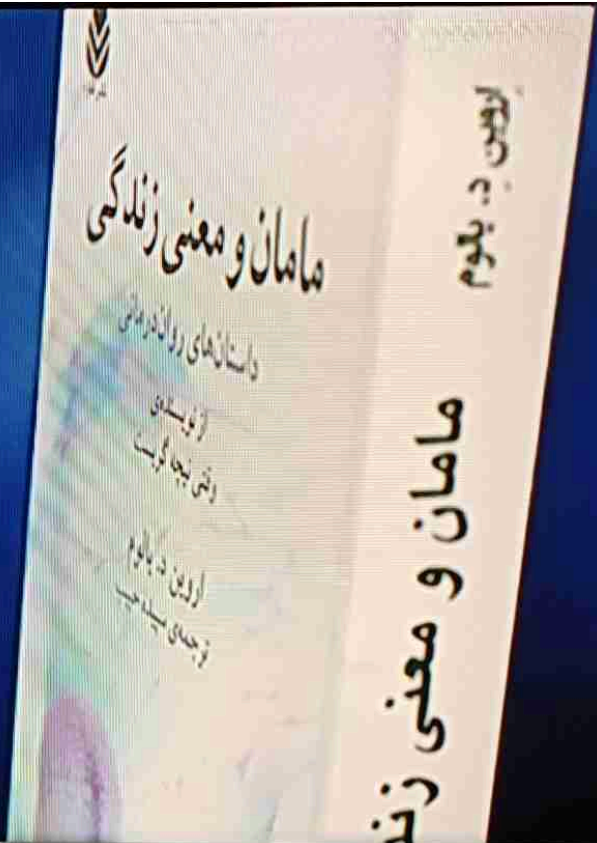 مامان و معنی زندگی
داستان‌های روان‌درمانی
از نویسنده‌ی
وقتی نیچه گریست
اروین د. یالوم
ترجمه‌ی سپیده حبیب
اروین د. یالوم
مامان و معنی زند